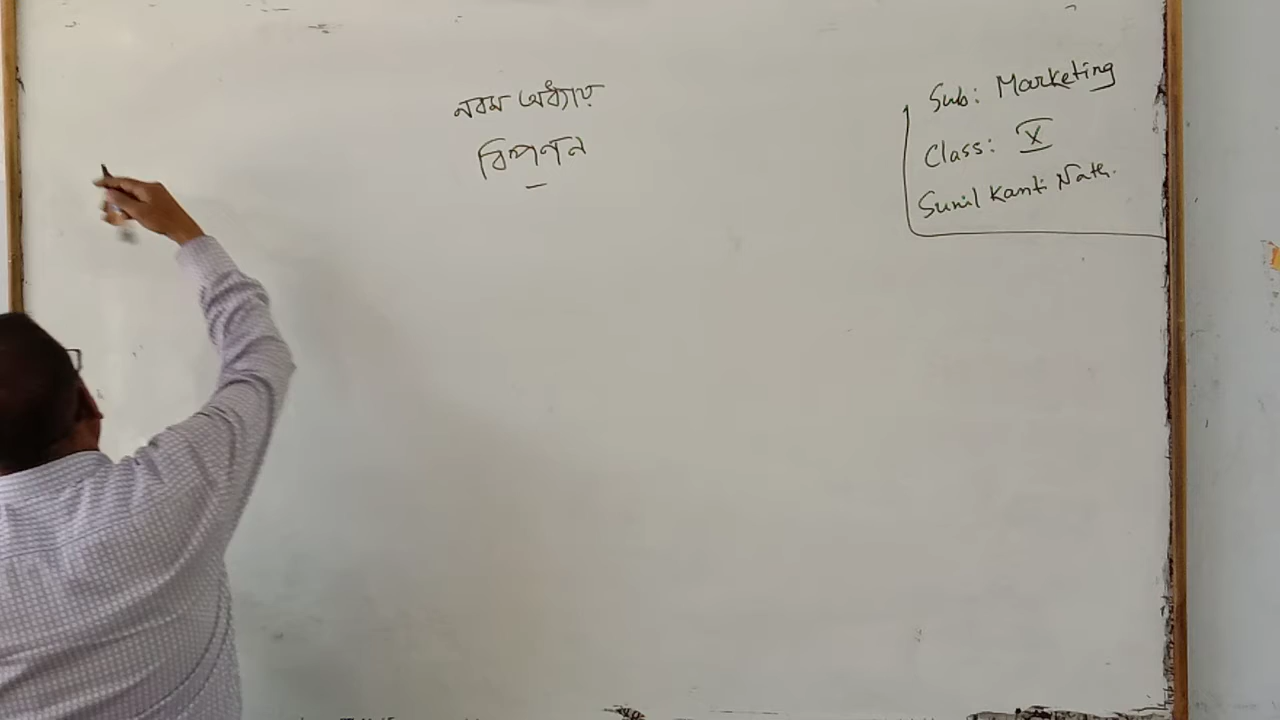 নবম অধ্যায়
বিপণন
Sub: Marketing
Class: X
Sunil Kanti Nath.